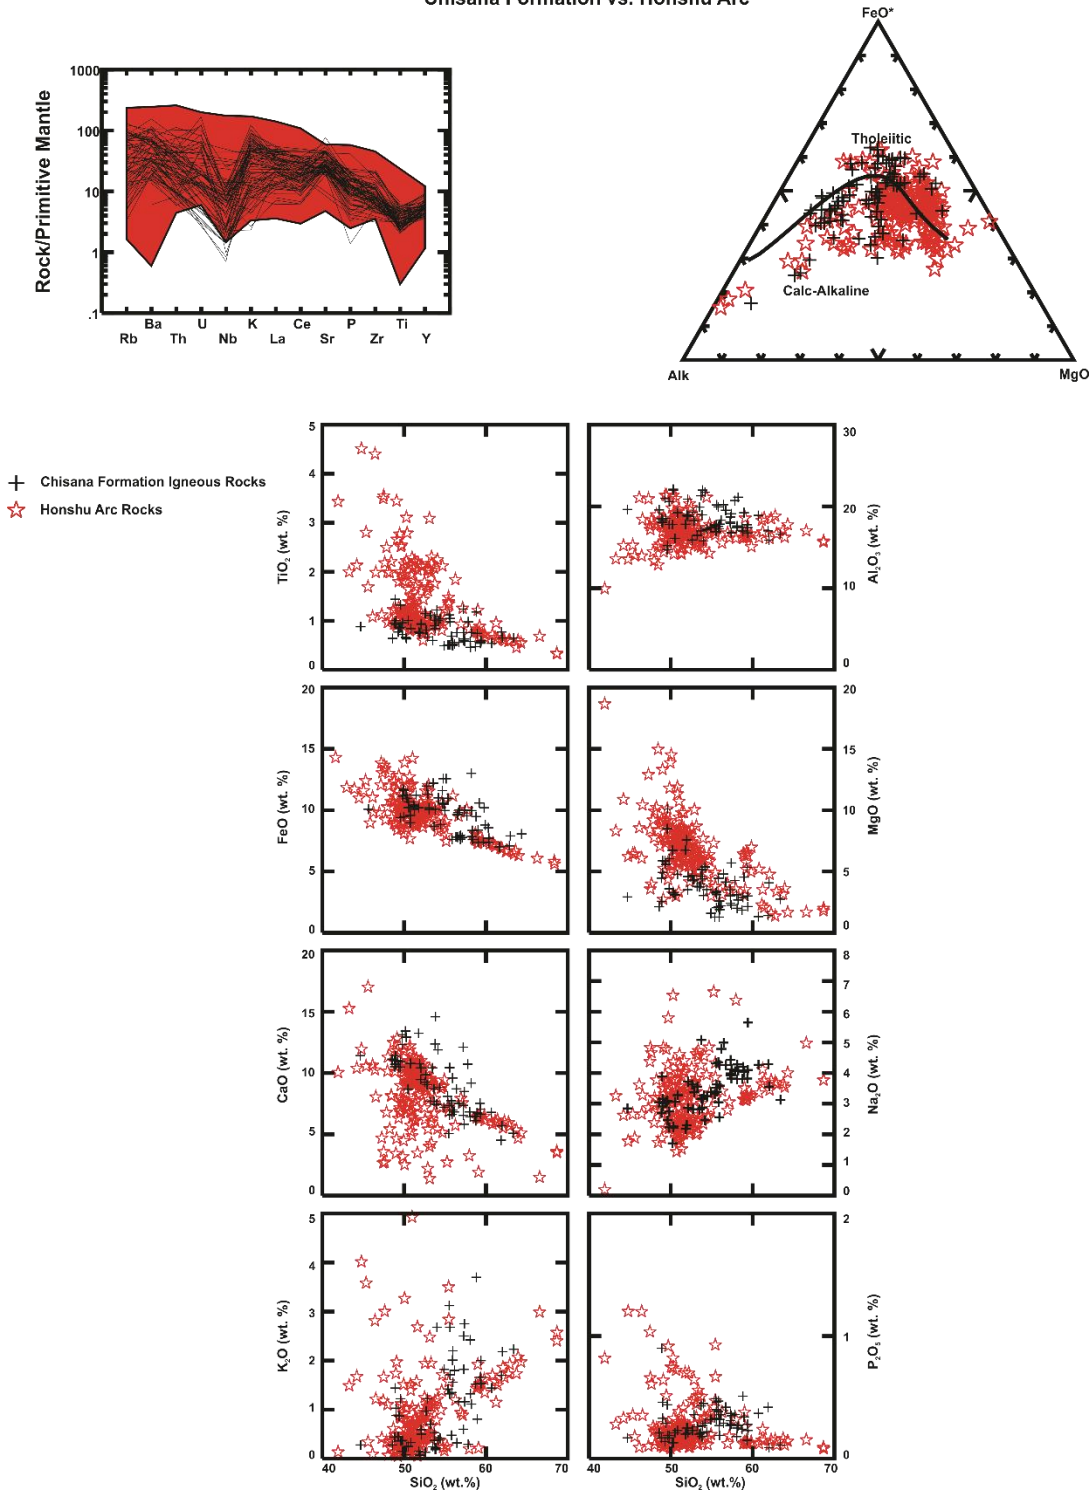 Chisana Formation vs. Honshu Arc
Rock/Primitive Mantle
1000
100
10
1
.1
Rb Ba Th U Nb K La Ce Sr P Zr Ti Y
FeO*
Tholeiitic
Calc-Alkaline
Alk
MgO
Chisana Formation Igneous Rocks
Honshu Arc Rocks
TiO2 (wt. %)
5
4
3
2
1
0
Al2O3 (wt. %)
30
20
10
0
FeO (wt. %)
20
15
10
5
0
MgO (wt. %)
20
15
10
5
0
CaO (wt. %)
20
15
10
5
0
Na2O (wt. %)
8
7
6
5
4
3
2
1
0
K2O (wt. %)
5
4
3
2
1
0
P2O5 (wt. %)
2
1
0
40 50 60 70
SiO2 (wt.%)
40 50 60 70
SiO2 (wt.%)